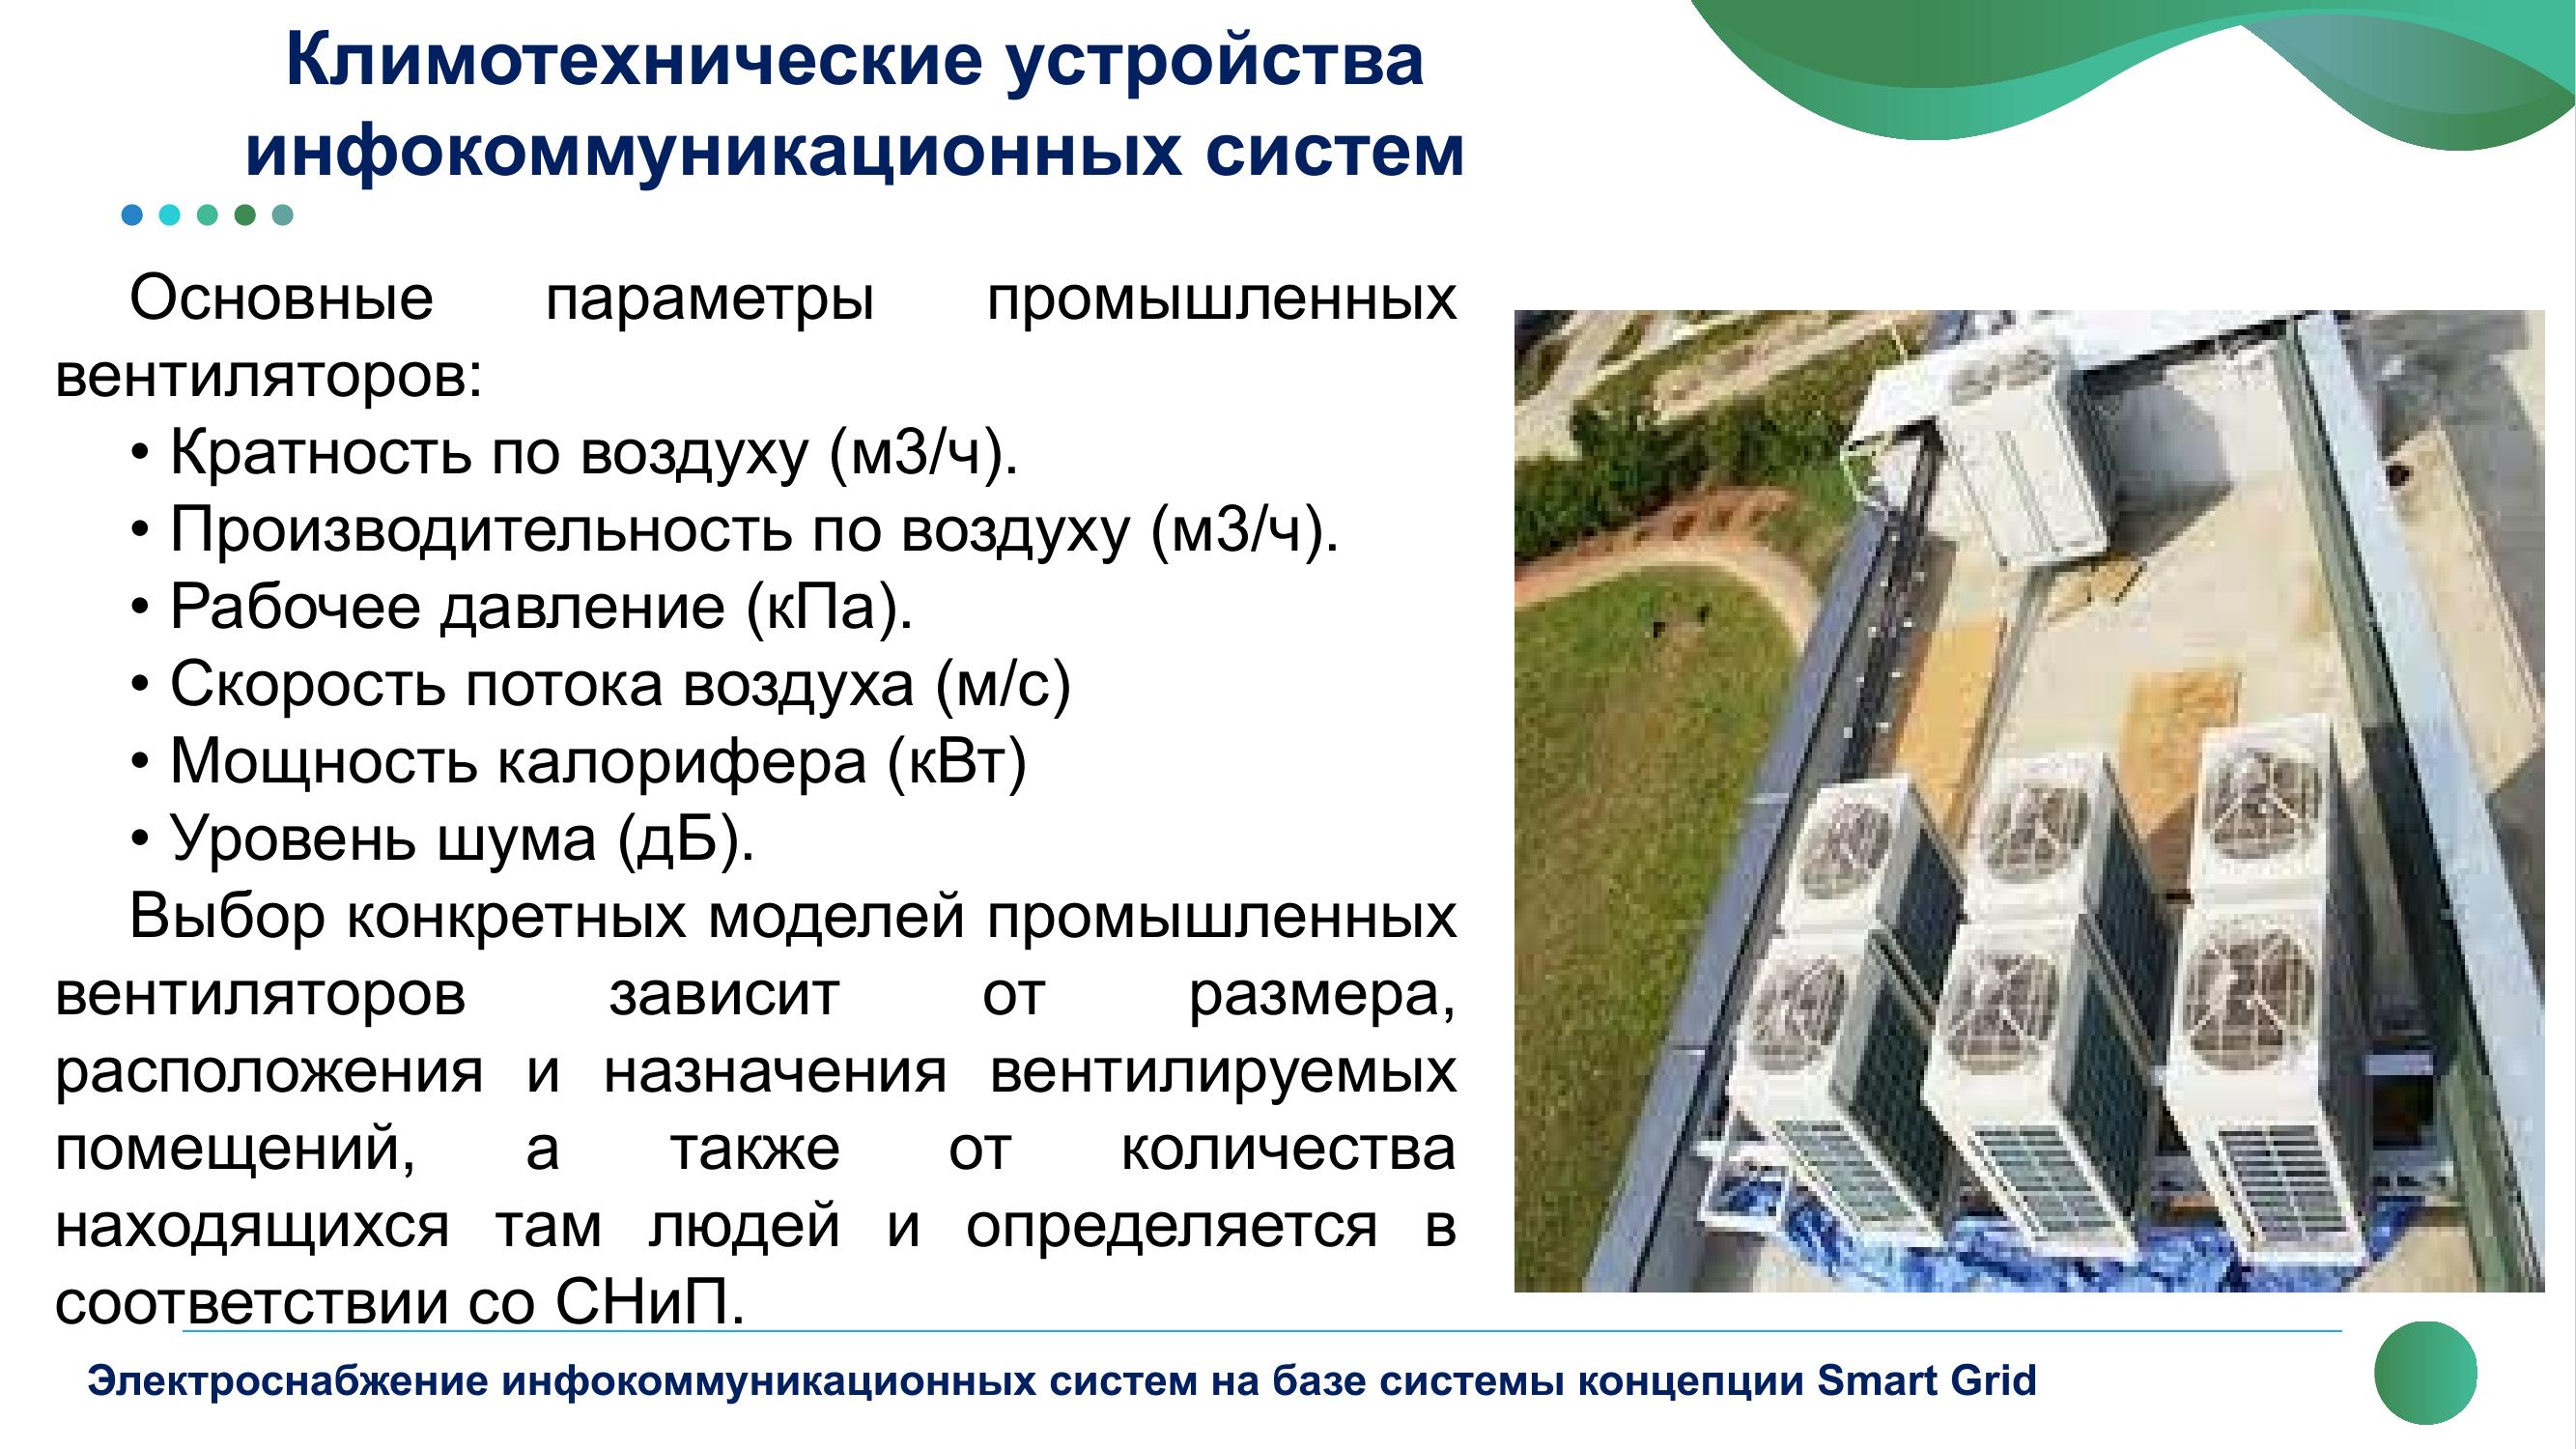 Климотехнические устройства
инфокоммуникационных систем
Основные параметры промышленных
вентиляторов:
• Кратность по воздуху (м3/ч).
• Производительность по воздуху (м3/ч).
• Рабочее давление (кПа).
• Скорость потока воздуха (м/с)
• Мощность калорифера (кВт)
• Уровень шума (дБ).
Выбор конкретных моделей промышленных
вентиляторов зависит от размера,
расположения и назначения вентилируемых
помещений, а также от количества
находящихся там людей и определяется в
соответствии со СНиП.
Электроснабжение инфокоммуникационных систем на базе системы концепции Smart Grid